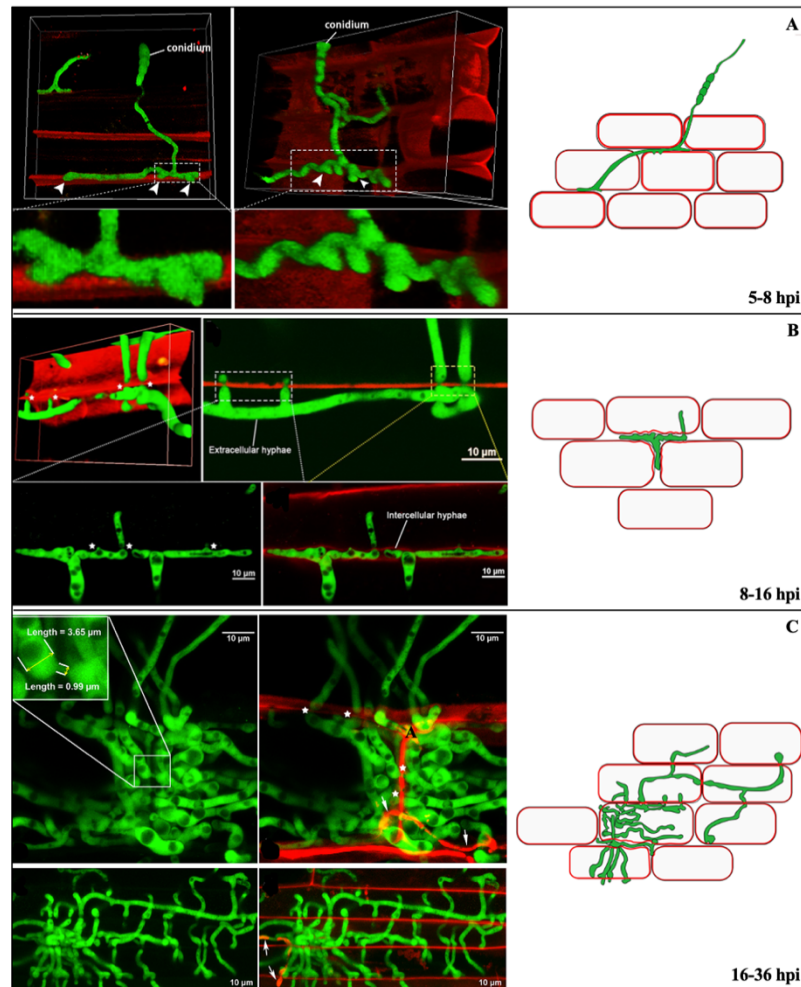 conidium
conidium
A
5-8 hpi
B
Extracellular hyphae
10 µm
Intercellular hyphae
10 µm
10 µm
8-16 hpi
C
Length = 3.65 µm
Length = 0.99 µm
10 µm
10 µm
A
10 µm
10 µm
16-36 hpi